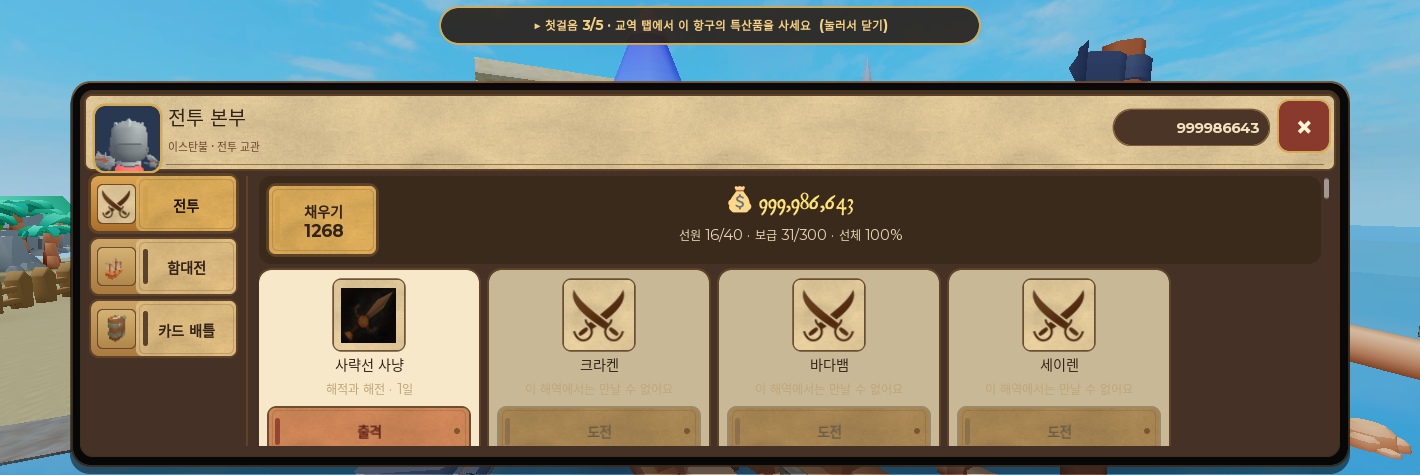 ▸ 첫걸음 3/5 · 교역 탭에서 이 항구의 특산품을 사세요 (눌러서 닫기)
전투 본부
이스탄불 · 전투 교관
999986643
×
전투
함대전
카드 배틀
채우기
1268
999,986,643
선원 16/40 · 보급 31/300 · 선체 100%
사략선 사냥
해적과 해전 · 1일
출격
크라켄
이 해역에서는 만날 수 없어요
도전
바다뱀
이 해역에서는 만날 수 없어요
도전
세이렌
이 해역에서는 만날 수 없어요
도전